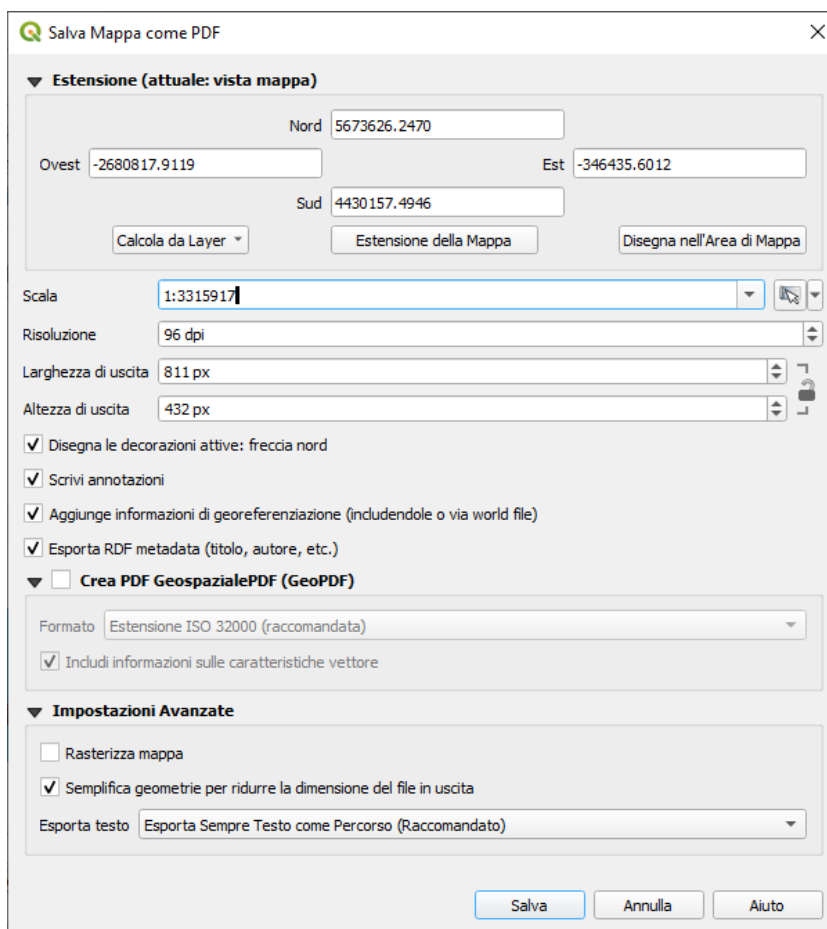 Salva Mappa come PDF
Estensione (attuale: vista mappa)
Nord 5673626.2470
Ovest -2680817.9119 Est -346435.6012
Sud 4430157.4946
Calcola da Layer Estensione della Mappa Disegna nell'Area di Mappa
Scala 1:3315917
Risoluzione 96 dpi
Larghezza di uscita 811 px
Altezza di uscita 432 px
Disegna le decorazioni attive: freccia nord
Scrivi annotazioni
Aggiunge informazioni di georeferenziazione (includendole o via world file)
Esporta RDF metadata (titolo, autore, etc.)
Crea PDF GeospazialePDF (GeoPDF)
Formato Estensione ISO 32000 (raccomandata)
Includi informazioni sulle caratteristiche vettore
Impostazioni Avanzate
Rasterizza mappa
Semplifica geometrie per ridurre la dimensione del file in uscita
Esporta testo Esporta Sempre Testo come Percorso (Raccomandato)
Salva Annulla Aiuto